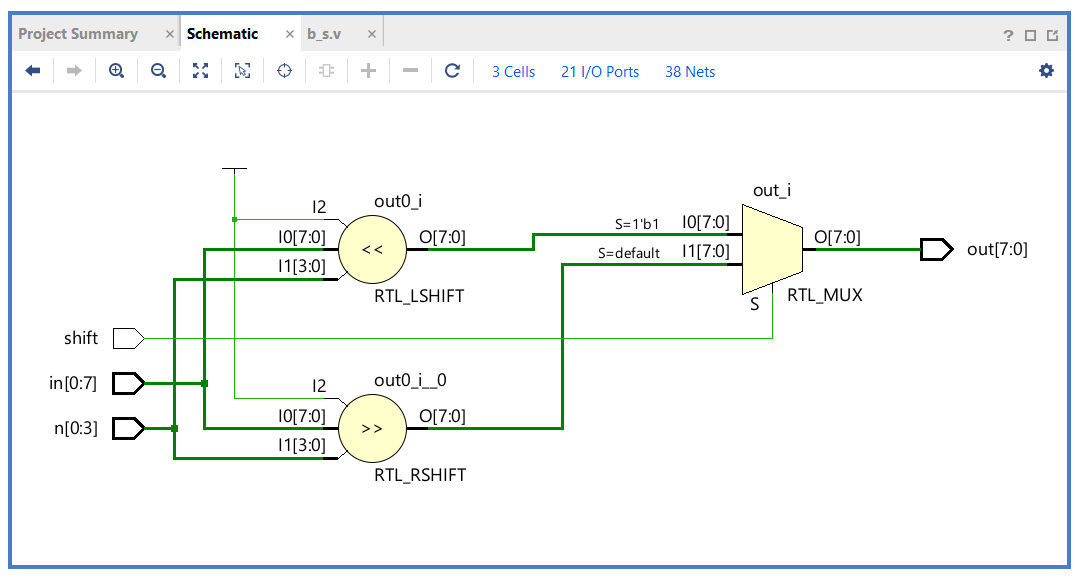 Project Summary × Schematic × b_s.v ×
? 
3 Cells 21 I/O Ports 38 Nets
out_i
out0_i
I2
S=1'b1 I0[7:0]
I0[7:0] << O[7:0]
O[7:0]
S=default I1[7:0]
out[7:0]
I1[3:0]
RTL_LSHIFT
S RTL_MUX
shift
in[0:7]
out0_i__0
I2
n[0:3]
I0[7:0] >> O[7:0]
I1[3:0]
RTL_RSHIFT